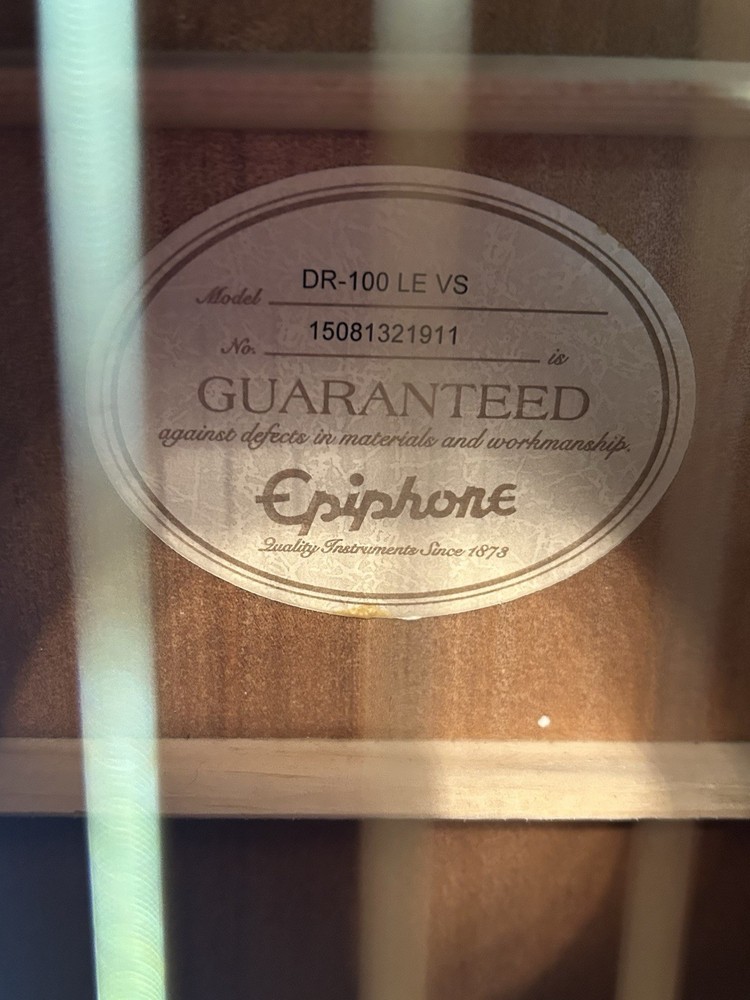 Model DR-100 LE VS
No. 15081321911 is
GUARANTEED
against defects in materials and workmanship.
Epiphone
Quality Instruments Since 1873